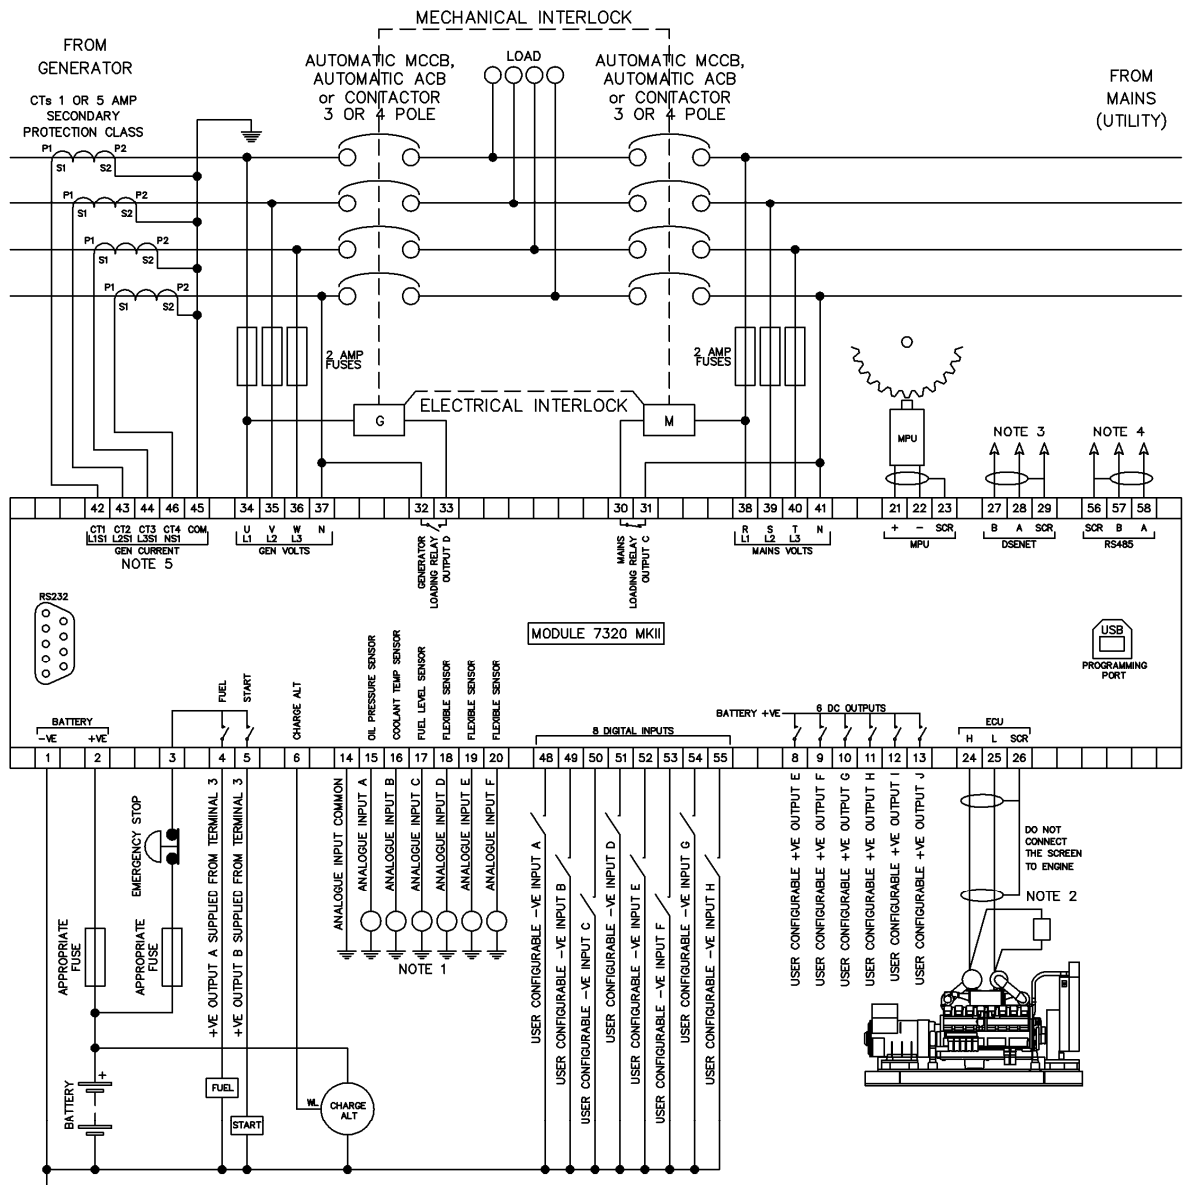 MECHANICAL INTERLOCK
FROM
GENERATOR
AUTOMATIC MCCB,
AUTOMATIC ACB
or CONTACTOR
3 OR 4 POLE
LOAD
AUTOMATIC MCCB,
AUTOMATIC ACB
or CONTACTOR
3 OR 4 POLE
FROM
MAINS
(UTILITY)
CTs 1 OR 5 AMP
SECONDARY
PROTECTION CLASS
P1 P2
S1 S2
P1 P2
S1 S2
P1 P2
S1 S2
P1 P2
S1 S2
2 AMP
FUSES
2 AMP
FUSES
ELECTRICAL INTERLOCK
G
M
MPU
NOTE 3
NOTE 4
42 43 44 46 45 34 35 36 37 32 33 30 31 38 39 40 41 21 22 23 27 28 29 56 57 58
CT1 CT2 CT3 CT4 COM
L1S1 L2S1 L3S1 NS1
GEN CURRENT
NOTE 5
U V W N
L1 L2 L3
GEN VOLTS
GENERATOR
LOADING RELAY
OUTPUT D
MAINS
LOADING RELAY
OUTPUT C
R S T N
L1 L2 L3
MAINS VOLTS
+ − SCR
MPU
B A SCR
DSENET
SCR B A
RS485
RS232
MODULE 7320 MKII
USB
PROGRAMMING
PORT
BATTERY
−VE +VE
FUEL
START
CHARGE ALT
OIL PRESSURE SENSOR
COOLANT TEMP SENSOR
FUEL LEVEL SENSOR
FLEXIBLE SENSOR
FLEXIBLE SENSOR
FLEXIBLE SENSOR
8 DIGITAL INPUTS
BATTERY +VE
6 DC OUTPUTS
ECU
H L SCR
1 2 3 4 5 6 14 15 16 17 18 19 20 48 49 50 51 52 53 54 55 8 9 10 11 12 13 24 25 26
EMERGENCY STOP
APPROPRIATE
FUSE
APPROPRIATE
FUSE
+VE OUTPUT A SUPPLIED FROM TERMINAL 3
+VE OUTPUT B SUPPLIED FROM TERMINAL 3
ANALOGUE INPUT COMMON
ANALOGUE INPUT A
ANALOGUE INPUT B
ANALOGUE INPUT C
ANALOGUE INPUT D
ANALOGUE INPUT E
ANALOGUE INPUT F
NOTE 1
USER CONFIGURABLE −VE INPUT A
USER CONFIGURABLE −VE INPUT B
USER CONFIGURABLE −VE INPUT C
USER CONFIGURABLE −VE INPUT D
USER CONFIGURABLE −VE INPUT E
USER CONFIGURABLE −VE INPUT F
USER CONFIGURABLE −VE INPUT G
USER CONFIGURABLE −VE INPUT H
USER CONFIGURABLE +VE OUTPUT E
USER CONFIGURABLE +VE OUTPUT F
USER CONFIGURABLE +VE OUTPUT G
USER CONFIGURABLE +VE OUTPUT H
USER CONFIGURABLE +VE OUTPUT I
USER CONFIGURABLE +VE OUTPUT J
DO NOT
CONNECT
THE SCREEN
TO ENGINE
NOTE 2
BATTERY
+
FUEL
START
WL
CHARGE
ALT